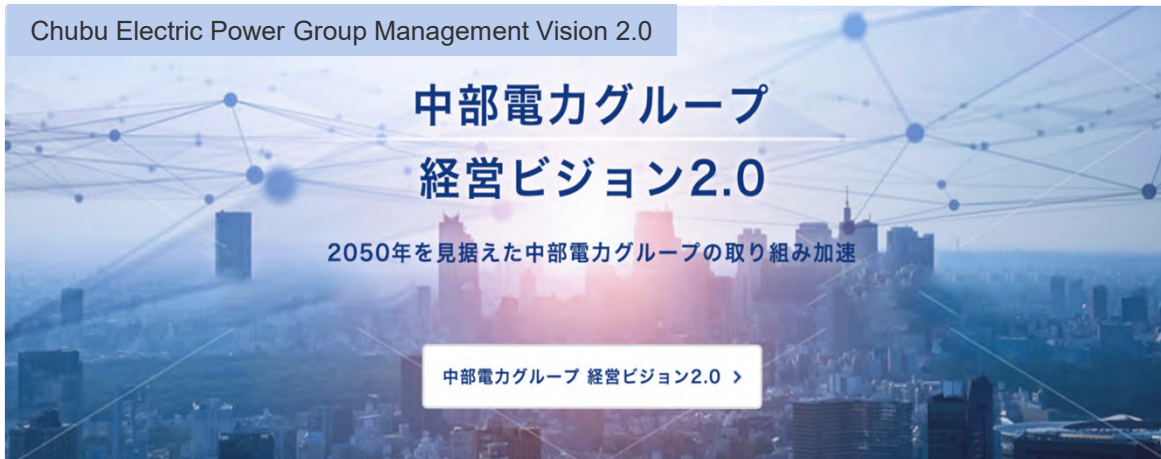 Chubu Electric Power Group Management Vision 2.0
中部電力グループ
経営ビジョン2.0
2050年を見据えた中部電力グループの取り組み加速
中部電力グループ 経営ビジョン2.0 ›